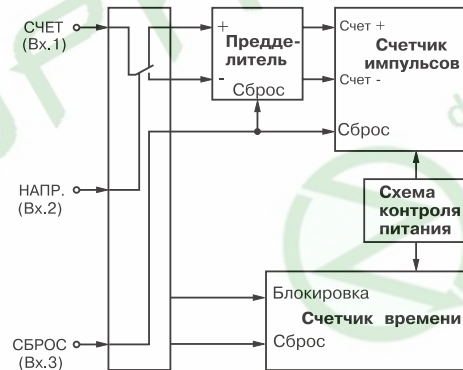 СЧЕТ
(Вх.1)
+
-
Предде-
литель
Сброс
Счет +
Счетчик
импульсов
Счет -
Сброс
НАПР.
(Вх.2)
Схема
контроля
питания
Блокировка
Счетчик времени
Сброс
СБРОС
(Вх.3)